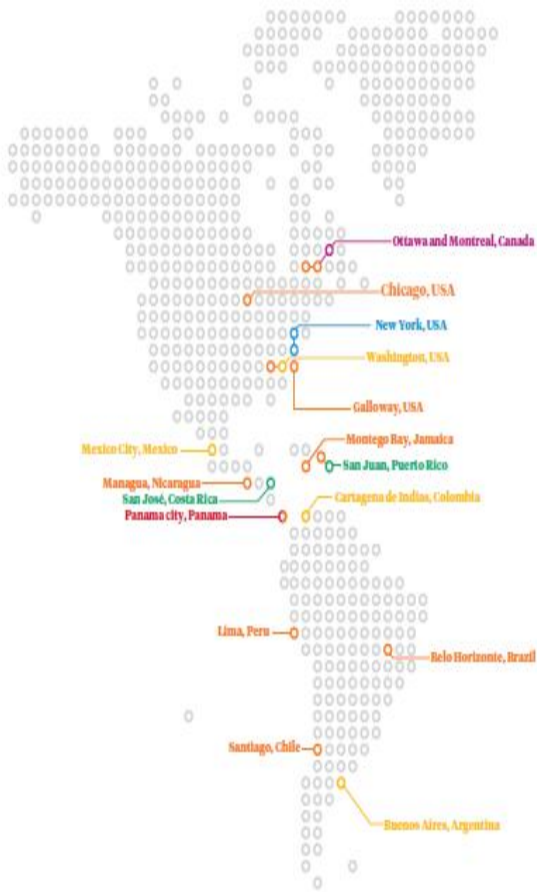 Ottawa and Montreal, Canada
Chicago, USA
New York, USA
Washington, USA
Galloway, USA
Montego Bay, Jamaica
Mexico City, Mexico
San Juan, Puerto Rico
Managua, Nicaragua
San José, Costa Rica
Cartagena de Indias, Colombia
Panama city, Panama
Lima, Peru
Belo Horizonte, Brazil
Santiago, Chile
Buenos Aires, Argentina